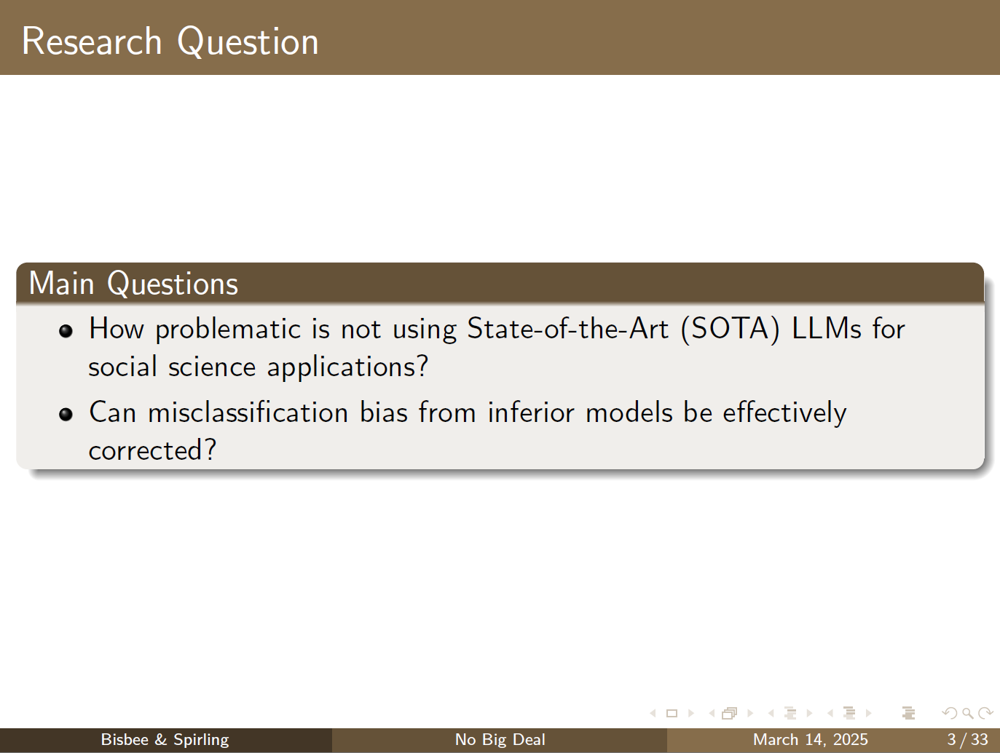 Research Question
Main Questions
How problematic is not using State-of-the-Art (SOTA) LLMs for
social science applications?
Can misclassification bias from inferior models be effectively
corrected?
Bisbee & Spirling
No Big Deal
March 14, 2025
3 / 33